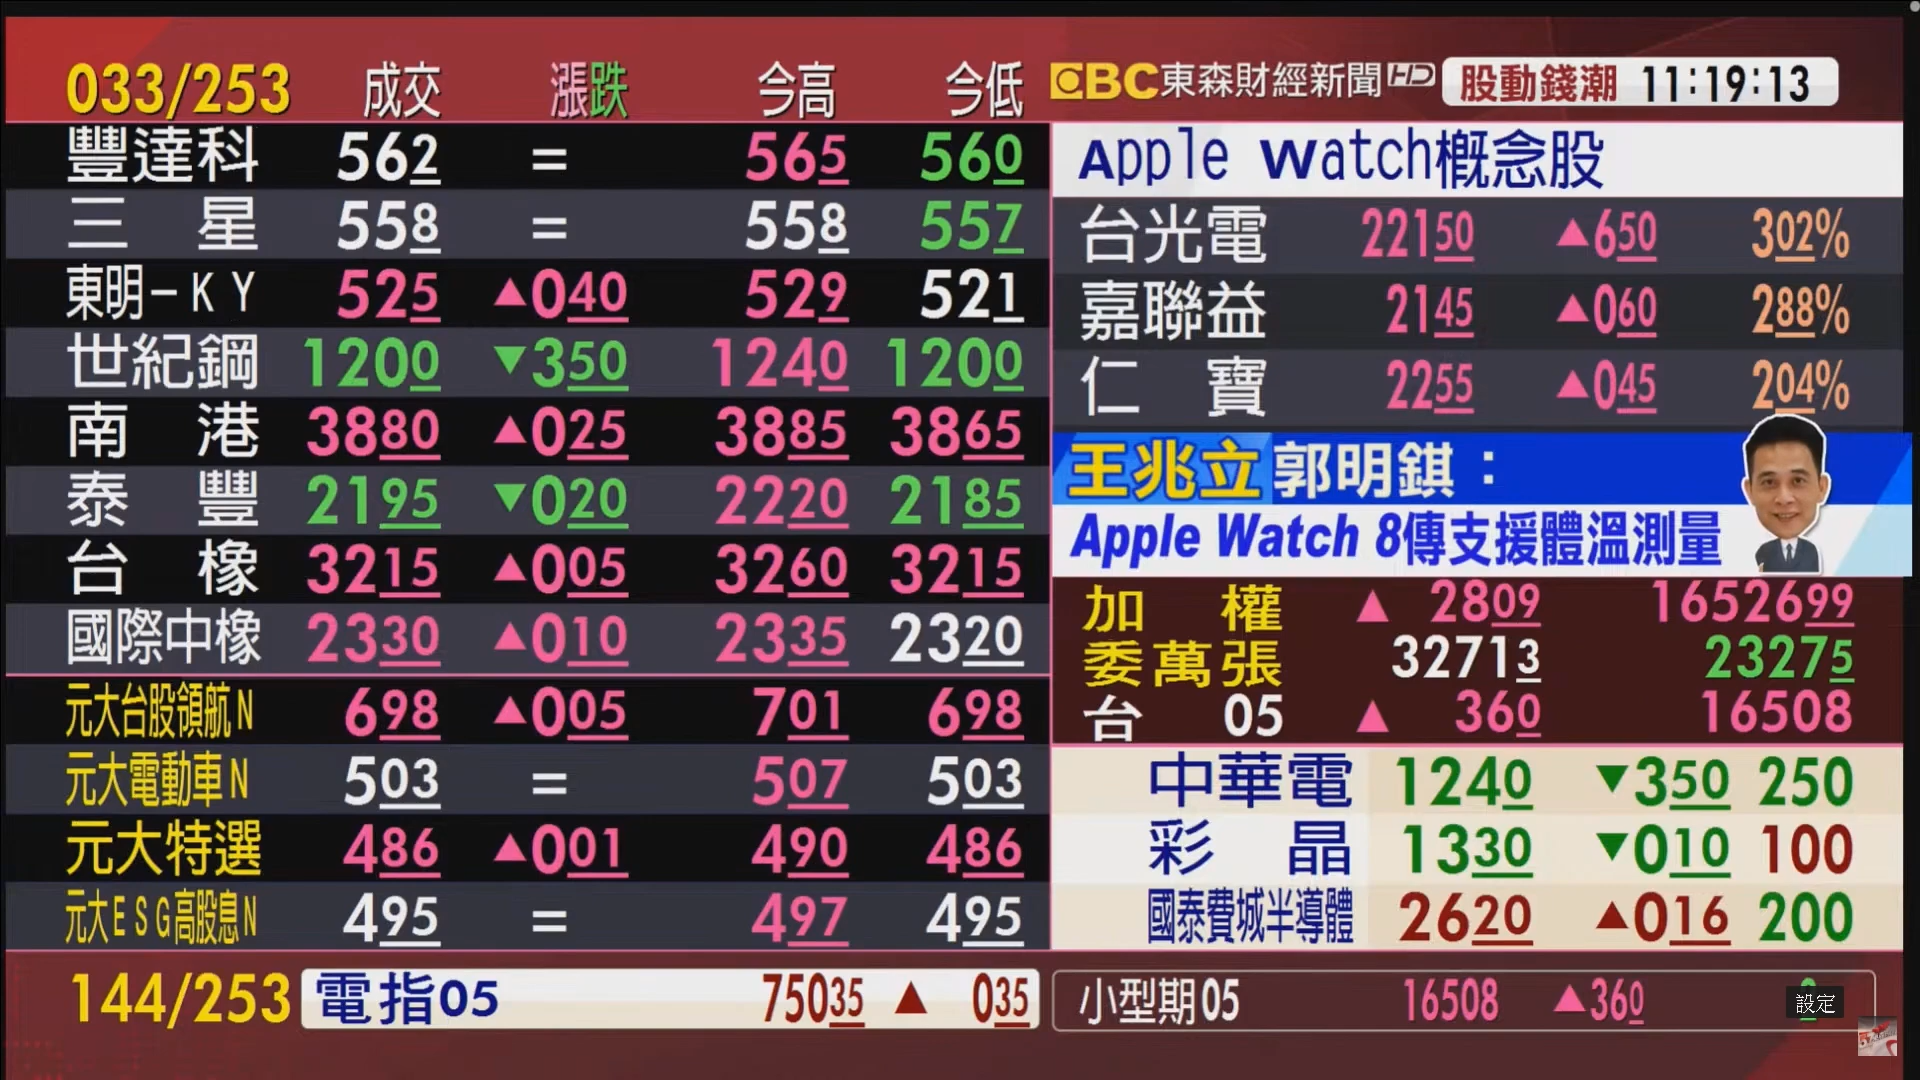 033/253 成交 漲跌 今高 今低
豐達科 562 = 565 560
三星 558 = 558 557
東明-KY 525 ▲040 529 521
世紀鋼 1200 ▼350 1240 1200
南港 3880 ▲025 3885 3865
泰豐 2195 ▼020 2220 2185
台橡 3215 ▲005 3260 3215
國際中橡 2330 ▲010 2335 2320
元大台股領航N 698 ▲005 701 698
元大電動車N 503 = 507 503
元大特選 486 ▲001 490 486
元大ESG高股息N 495 = 497 495
144/253 電指05 75035 ▲ 035
EBC東森財經新聞HD 股動錢潮 11:19:13
Apple Watch概念股
台光電 22150 ▲650 302%
嘉聯益 2145 ▲060 288%
仁寶 2255 ▲045 204%
王兆立 郭明錤：
Apple Watch 8傳支援體溫測量
加權 ▲ 2809 1652699
委萬張 32713 23275
台05 ▲ 360 16508
中華電 1240 ▼350 250
彩晶 1330 ▼010 100
國泰費城半導體 2620 ▲016 200
小型期05 16508 ▲360
設定